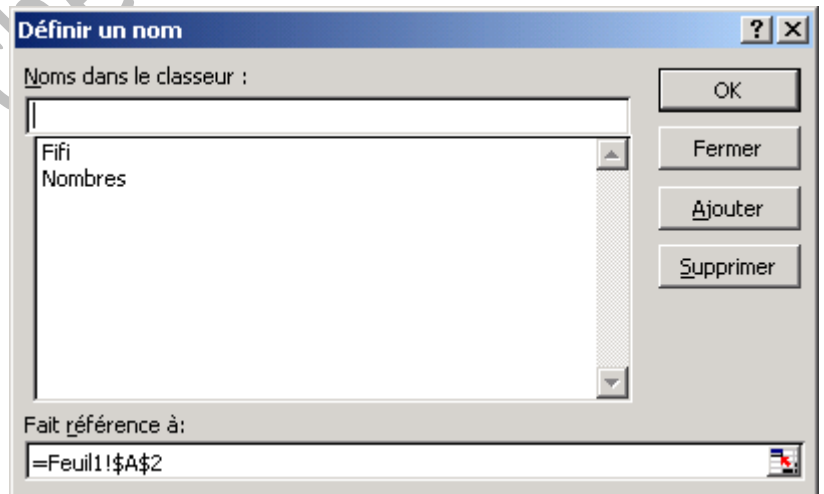 Définir un nom
Noms dans le classeur :
OK
Fifi
Nombres
Fermer
Ajouter
Supprimer
Fait référence à:
=Feuil1!$A$2